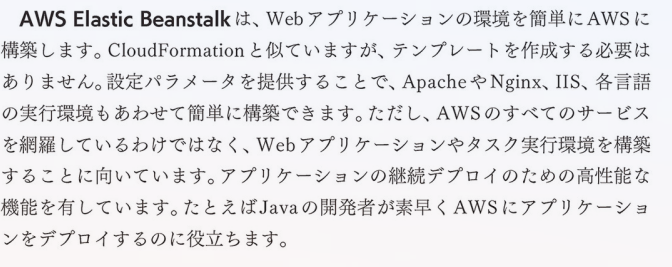 AWS Elastic Beanstalkは、Webアプリケーションの環境を簡単にAWSに
構築します。CloudFormationと似ていますが、テンプレートを作成する必要は
ありません。設定パラメータを提供することで、ApacheやNginx、IIS、各言語
の実行環境もあわせて簡単に構築できます。ただし、AWSのすべてのサービス
を網羅しているわけではなく、Webアプリケーションやタスク実行環境を構築
することに向いています。アプリケーションの継続デプロイのための高性能な
機能を有しています。たとえばJavaの開発者が素早くAWSにアプリケーショ
ンをデプロイするのに役立ちます。